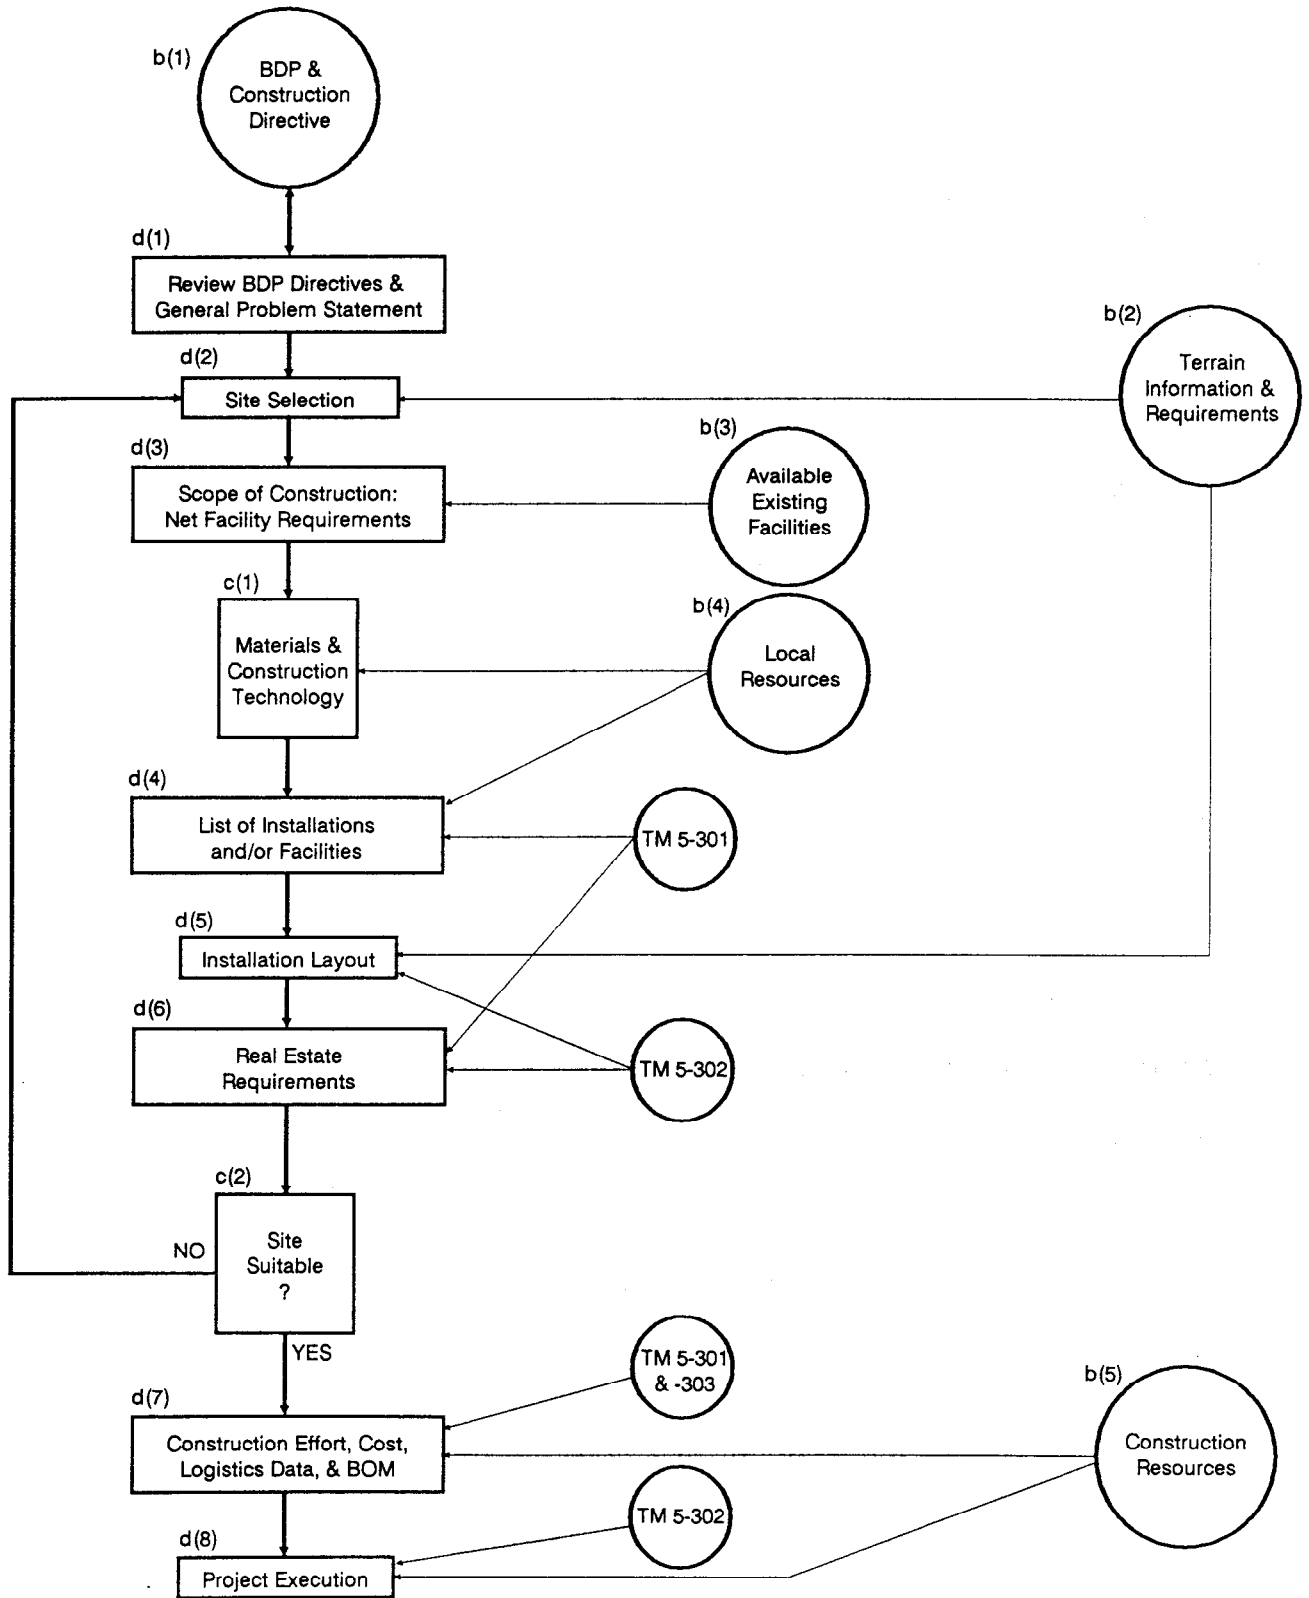 b(1)
BDP &
Construction
Directive
d(1)
Review BDP Directives &
General Problem Statement
b(2)
Terrain
Information &
Requirements
d(2)
Site Selection
d(3)
Scope of Construction:
Net Facility Requirements
b(3)
Available
Existing
Facilities
c(1)
Materials &
Construction
Technology
b(4)
Local
Resources
d(4)
List of Installations
and/or Facilities
TM 5-301
d(5)
Installation Layout
d(6)
Real Estate
Requirements
TM 5-302
c(2)
Site
Suitable
?
NO
YES
TM 5-301
& -303
d(7)
Construction Effort, Cost,
Logistics Data, & BOM
b(5)
Construction
Resources
TM 5-302
d(8)
Project Execution